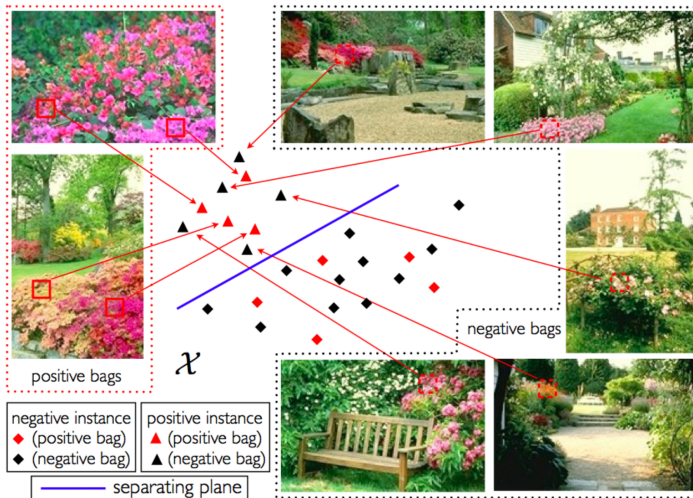 negative bags
positive bags
𝒳
negative instance
(positive bag)
(negative bag)
positive instance
(positive bag)
(negative bag)
separating plane